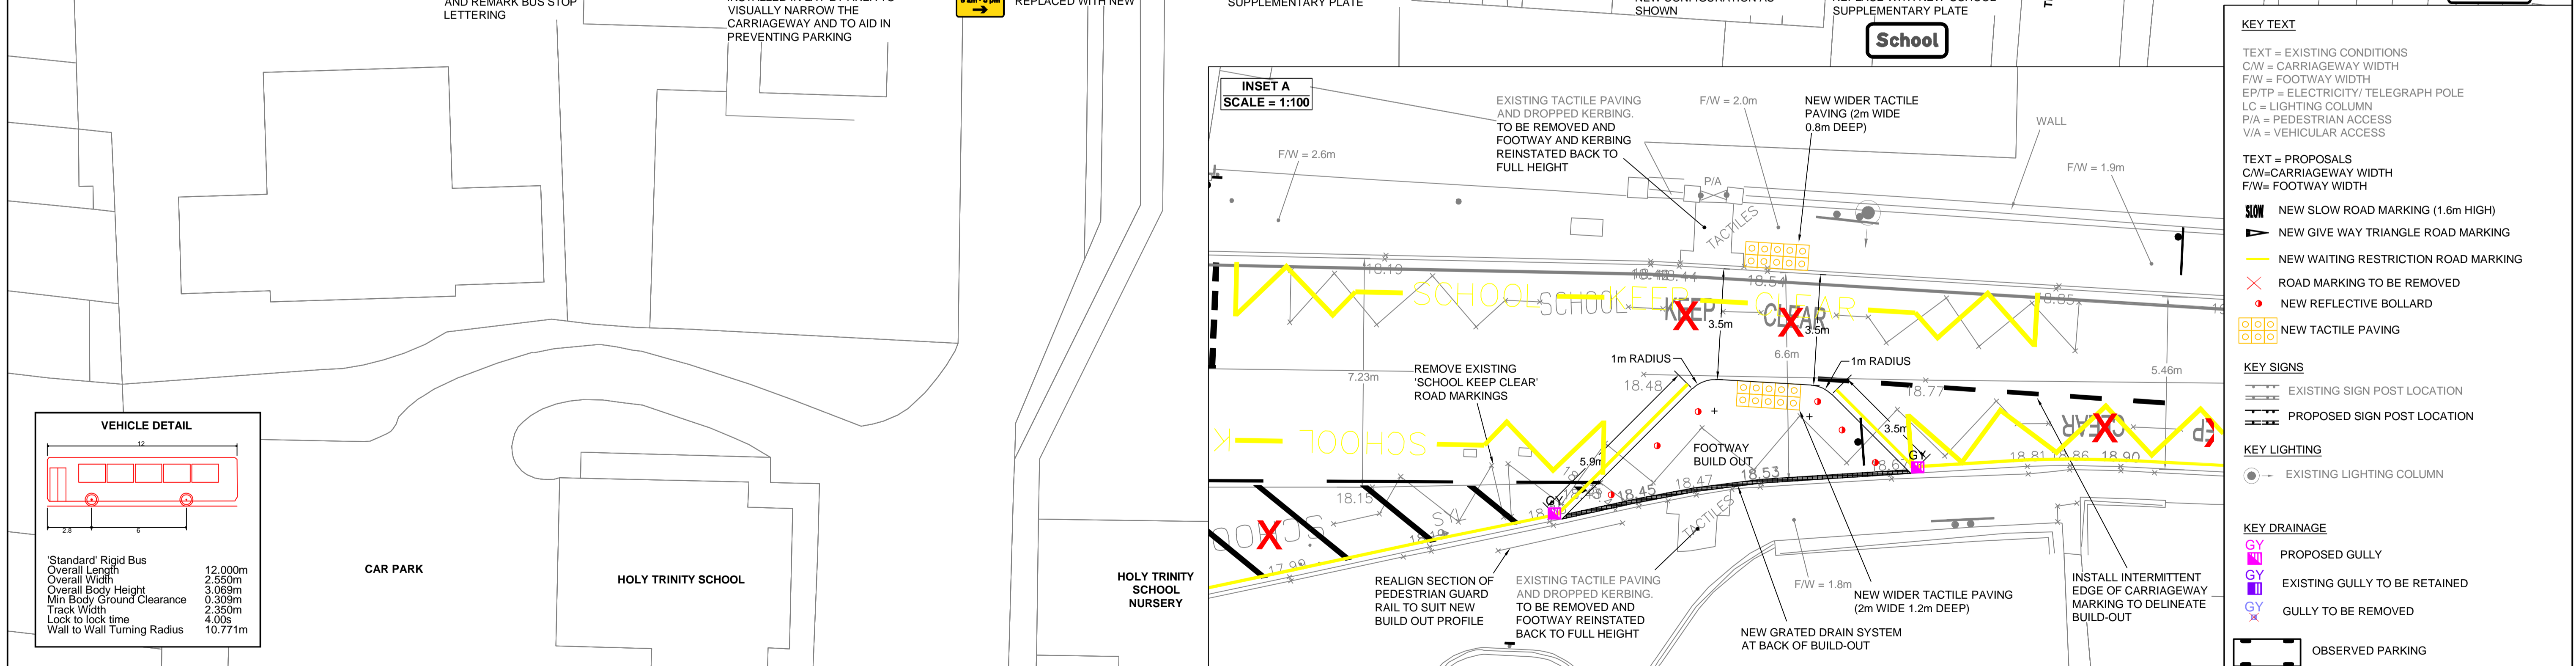 AND REMARK BUS STOP
LETTERING
VISUALLY NARROW THE
CARRIAGEWAY AND TO AID IN
PREVENTING PARKING
REPLACED WITH NEW
SUPPLEMENTARY PLATE
SHOWN
SUPPLEMENTARY PLATE
School
INSET A
SCALE = 1:100
EXISTING TACTILE PAVING
AND DROPPED KERBING.
TO BE REMOVED AND
FOOTWAY AND KERBING
REINSTATED BACK TO
FULL HEIGHT
F/W = 2.0m
NEW WIDER TACTILE
PAVING (2m WIDE
0.8m DEEP)
WALL
F/W = 2.6m
F/W = 1.9m
P/A
TACTILES
18.19
18.44
18.54
18.85
SCHOOL KEEP CLEAR
SCHOOL KEEP CLEAR
3.5m
3.5m
6.6m
7.23m
5.46m
1m RADIUS
1m RADIUS
REMOVE EXISTING
'SCHOOL KEEP CLEAR'
ROAD MARKINGS
18.48
18.77
SCHOOL
K
CLEAR
3.5m
5.9m
FOOTWAY
BUILD OUT
GY
GY
18.81
18.86
18.90
18.53
18.47
18.45
18.15
SYL
17.99
TACTILES
REALIGN SECTION OF
PEDESTRIAN GUARD
RAIL TO SUIT NEW
BUILD OUT PROFILE
EXISTING TACTILE PAVING
AND DROPPED KERBING.
TO BE REMOVED AND
FOOTWAY REINSTATED
BACK TO FULL HEIGHT
F/W = 1.8m
NEW WIDER TACTILE PAVING
(2m WIDE 1.2m DEEP)
NEW GRATED DRAIN SYSTEM
AT BACK OF BUILD-OUT
INSTALL INTERMITTENT
EDGE OF CARRIAGEWAY
MARKING TO DELINEATE
BUILD-OUT
VEHICLE DETAIL
12
2.8
6
'Standard' Rigid Bus
Overall Length 12.000m
Overall Width 2.550m
Overall Body Height 3.069m
Min Body Ground Clearance 0.309m
Track Width 2.350m
Lock to lock time 4.00s
Wall to Wall Turning Radius 10.771m
CAR PARK
HOLY TRINITY SCHOOL
HOLY TRINITY
SCHOOL
NURSERY
KEY TEXT
TEXT = EXISTING CONDITIONS
C/W = CARRIAGEWAY WIDTH
F/W = FOOTWAY WIDTH
EP/TP = ELECTRICITY/ TELEGRAPH POLE
LC = LIGHTING COLUMN
P/A = PEDESTRIAN ACCESS
V/A = VEHICULAR ACCESS
TEXT = PROPOSALS
C/W=CARRIAGEWAY WIDTH
F/W= FOOTWAY WIDTH
SLOW NEW SLOW ROAD MARKING (1.6m HIGH)
NEW GIVE WAY TRIANGLE ROAD MARKING
NEW WAITING RESTRICTION ROAD MARKING
ROAD MARKING TO BE REMOVED
NEW REFLECTIVE BOLLARD
NEW TACTILE PAVING
KEY SIGNS
EXISTING SIGN POST LOCATION
PROPOSED SIGN POST LOCATION
KEY LIGHTING
EXISTING LIGHTING COLUMN
KEY DRAINAGE
GY PROPOSED GULLY
GY EXISTING GULLY TO BE RETAINED
GY GULLY TO BE REMOVED
OBSERVED PARKING